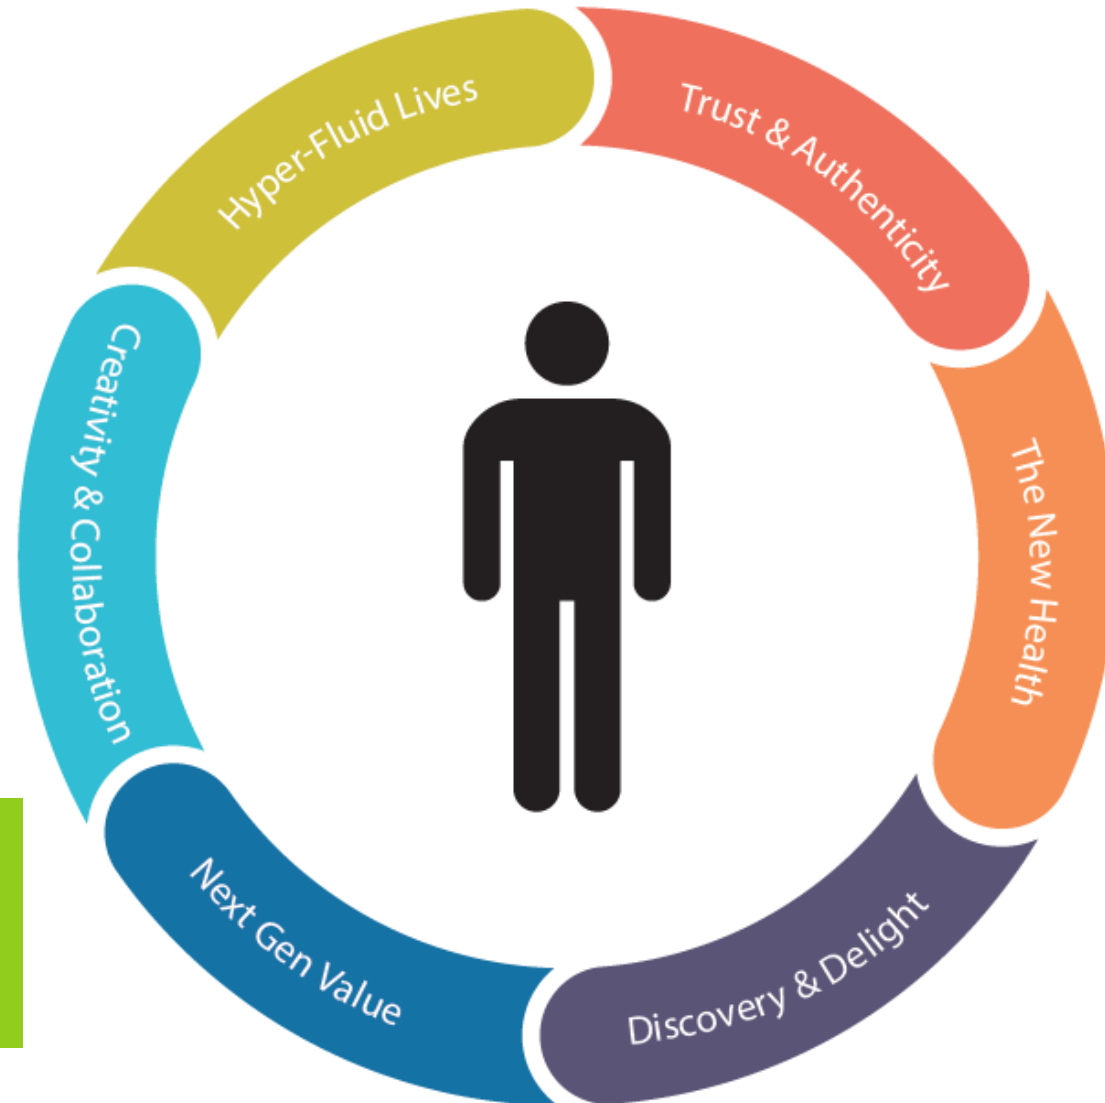 Hyper-Fluid Lives
Trust & Authenticity
The New Health
Discovery & Delight
Next Gen Value
Creativity & Collaboration